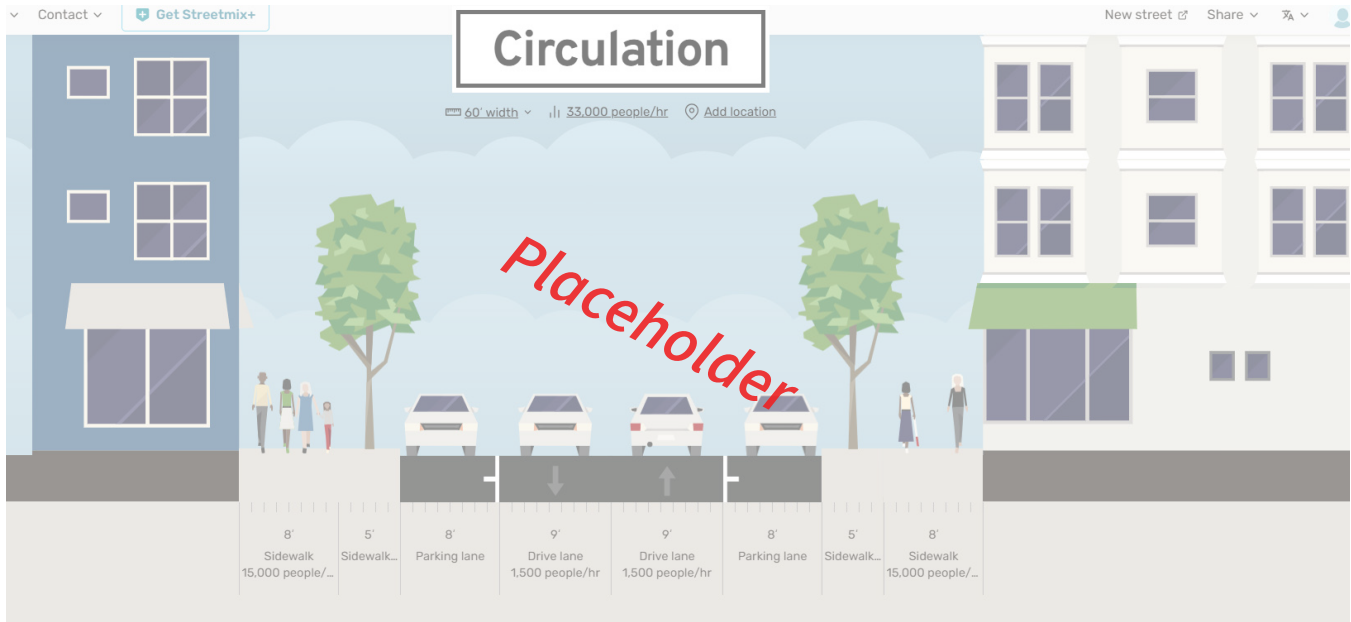 Contact
Get Streetmix+
New street
Share
Circulation
60' width
33,000 people/hr
Add location
Placeholder
8' 5' 8' 9' 9' 8' 5' 8'
Sidewalk Sidewalk... Parking lane Drive lane Drive lane Parking lane Sidewalk... Sidewalk
15,000 people/... 1,500 people/hr 1,500 people/hr 15,000 people/...